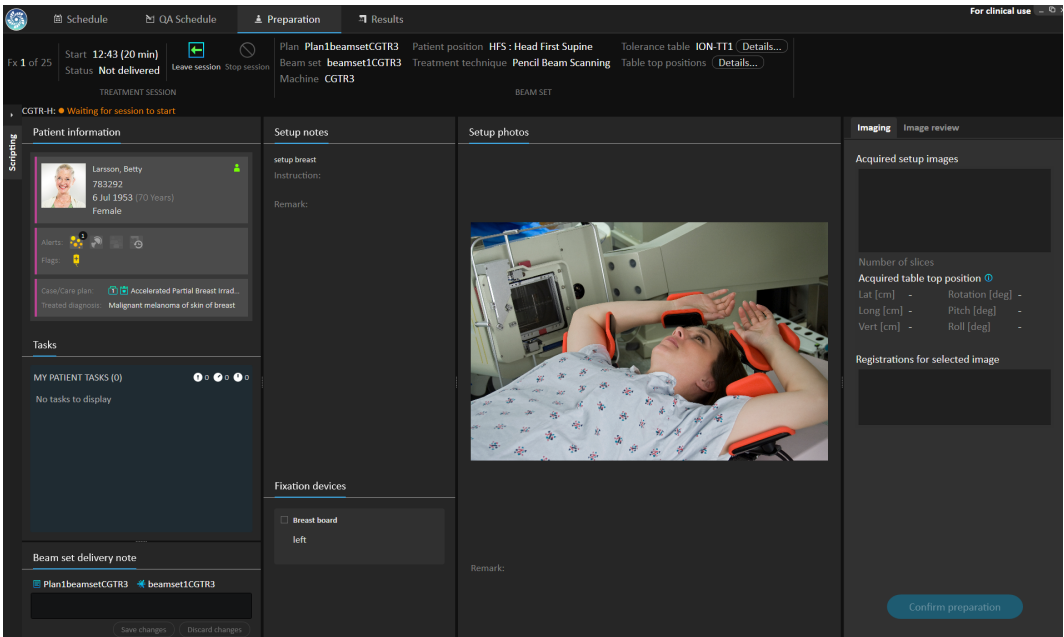 Schedule
QA Schedule
Preparation
Results
For clinical use
Fx 1 of 25
Start 12:43 (20 min)
Status Not delivered
Leave session
Stop session
TREATMENT SESSION
Plan Plan1beamsetCGTR3
Beam set beamset1CGTR3
Machine CGTR3
Patient position HFS : Head First Supine
Treatment technique Pencil Beam Scanning
Tolerance table ION-TT1 Details...
Table top positions Details...
BEAM SET
CGTR-H: Waiting for session to start
Scripting
Patient information
Larsson, Betty
783292
6 Jul 1953 (70 Years)
Female
Alerts: 1
Flags:
Case/Care plan: 1 Accelerated Partial Breast Irrad...
Treated diagnosis: Malignant melanoma of skin of breast
Tasks
MY PATIENT TASKS (0) 0 0 0
No tasks to display
Beam set delivery note
Plan1beamsetCGTR3 beamset1CGTR3
Save changes
Discard changes
Setup notes
setup breast
Instruction:
Remark:
Fixation devices
Breast board
left
Setup photos
Remark:
Imaging
Image review
Acquired setup images
Number of slices
Acquired table top position
Lat [cm] - Rotation [deg] -
Long [cm] - Pitch [deg] -
Vert [cm] - Roll [deg] -
Registrations for selected image
Confirm preparation